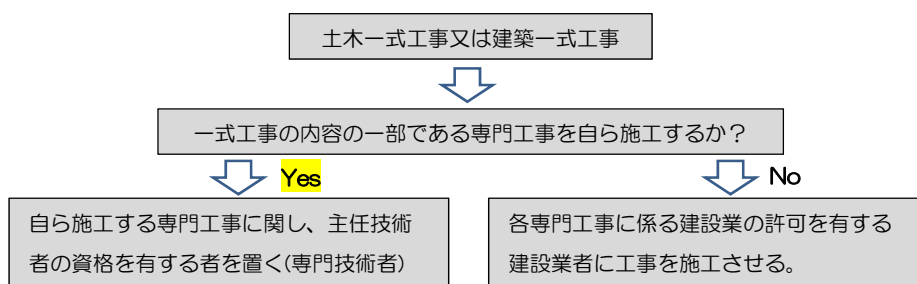 土木一式工事又は建築一式工事
一式工事の内容の一部である専門工事を自ら施工するか？
Yes
No
自ら施工する専門工事に関し、主任技術
者の資格を有する者を置く(専門技術者)
各専門工事に係る建設業の許可を有する
建設業者に工事を施工させる。